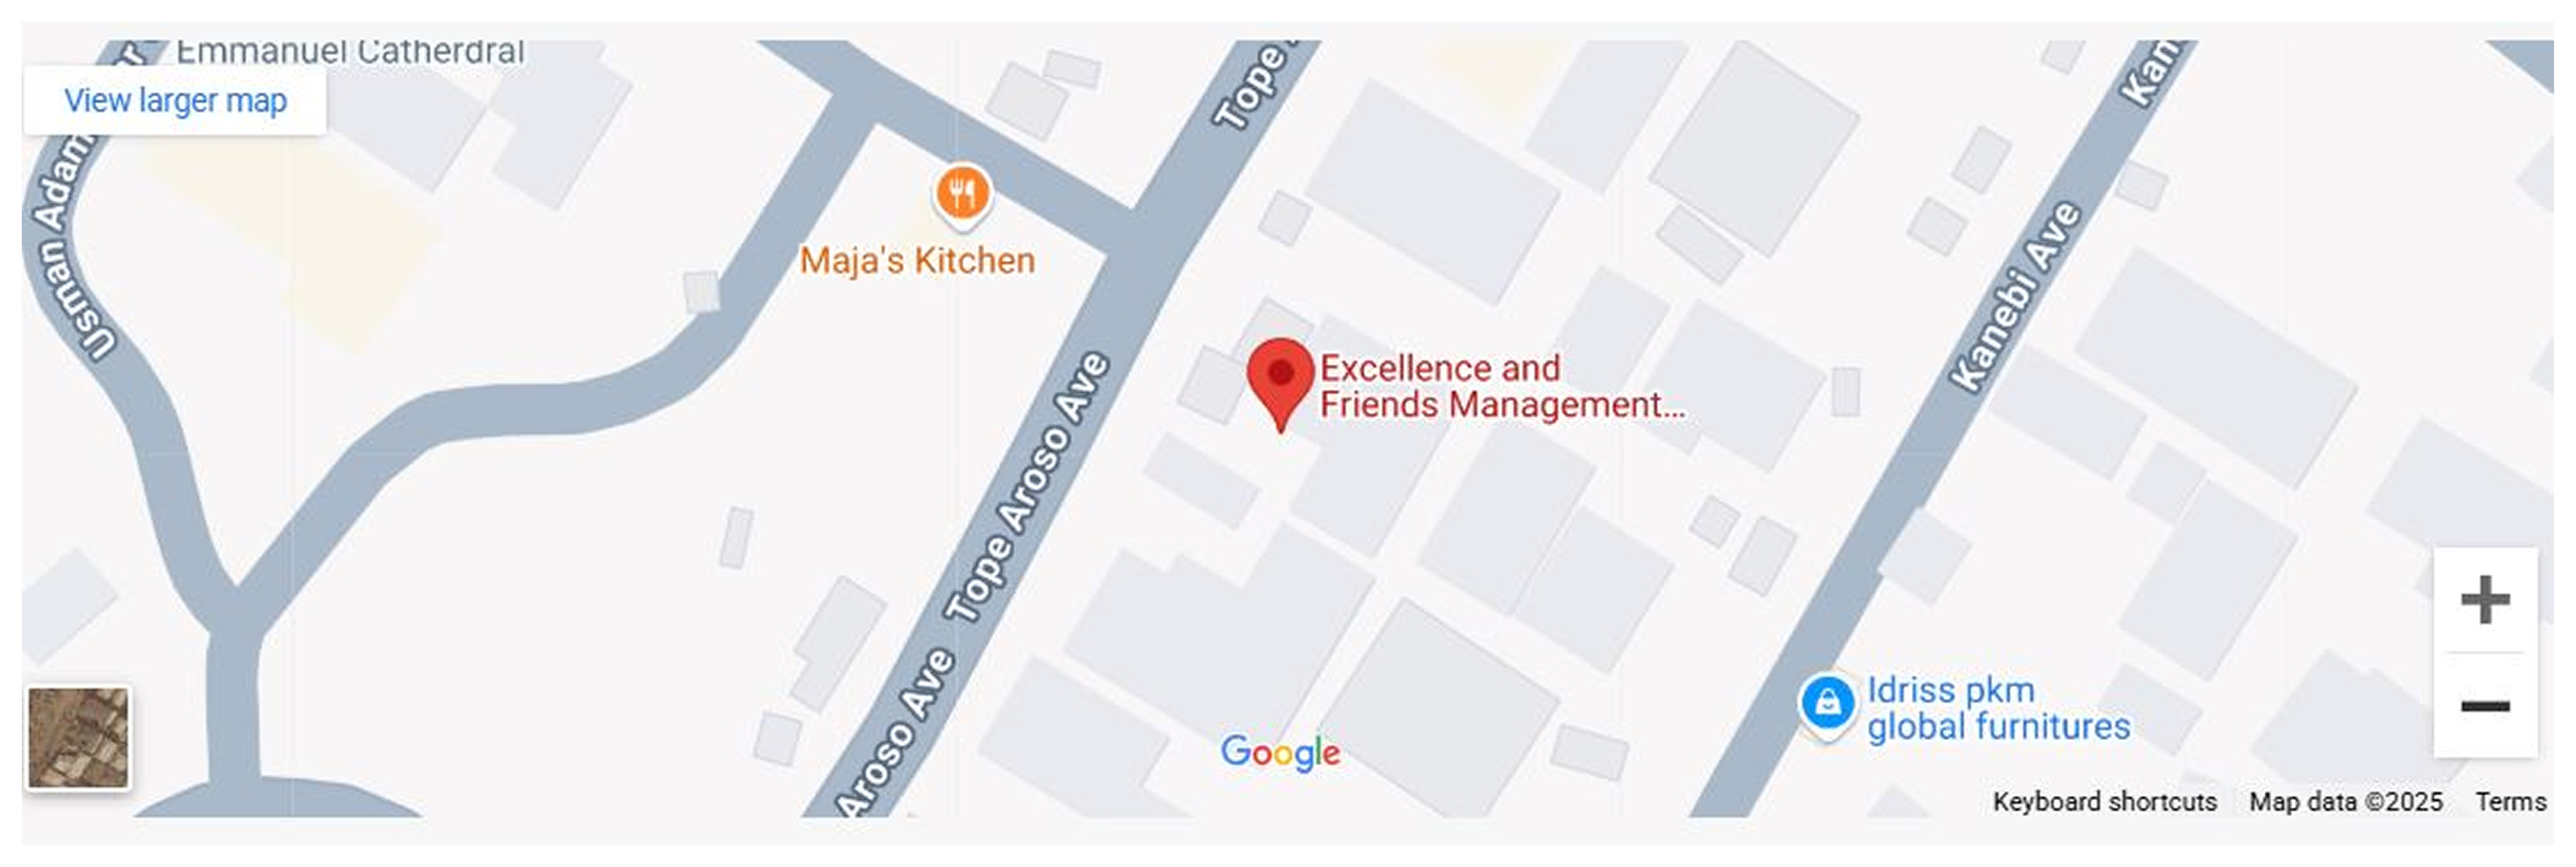 Emmanuel Catherdral
View larger map
Usman Adam
Tope
Kan
Maja's Kitchen
Kanebi Ave
Excellence and
Friends Management...
Tope Aroso Ave
Aroso Ave
Idriss pkm
global furnitures
Google
Keyboard shortcuts
Map data ©2025
Terms